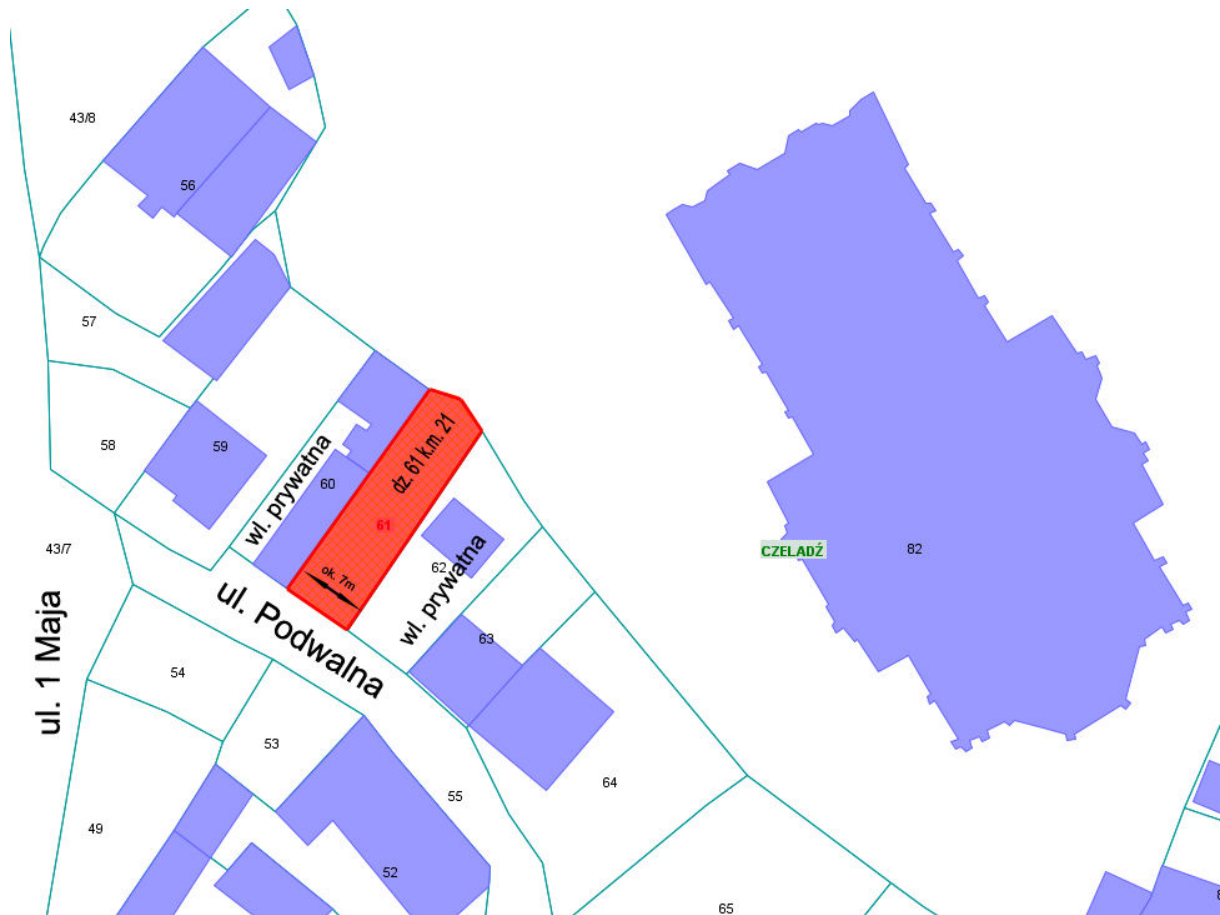 43/8
56
57
58
59
60
wl. prywatna
dz. 61 k.m. 21
61
ok. 7m
62
wl. prywatna
63
CZELADŹ
82
43/7
ul. Podwalna
ul. 1 Maja
54
53
55
64
49
52
65